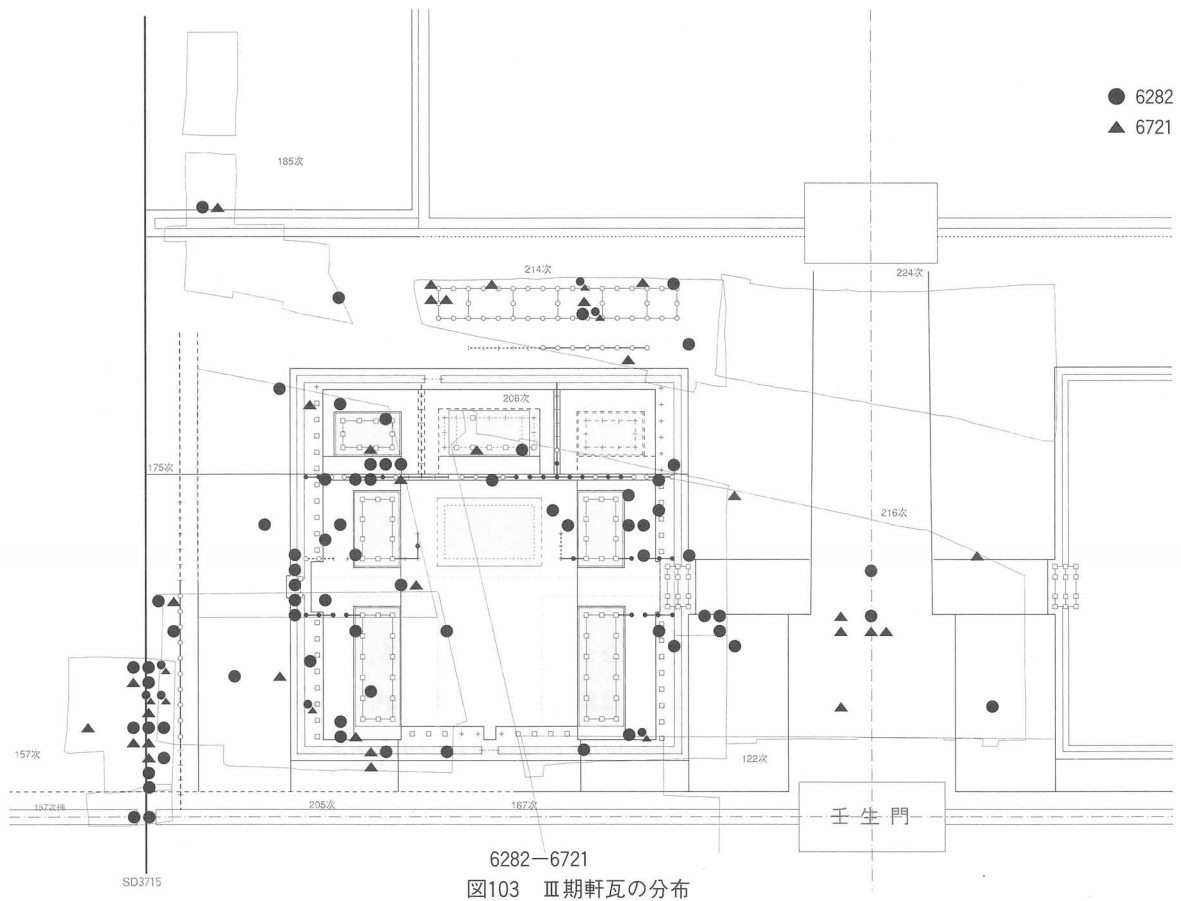 ● 6282
▲ 6721
185次
214次
224次
206次
175次
216次
157次
122次
157次補
205次
167次
壬生門
SD3715
6282－6721
図103　Ⅲ期軒瓦の分布